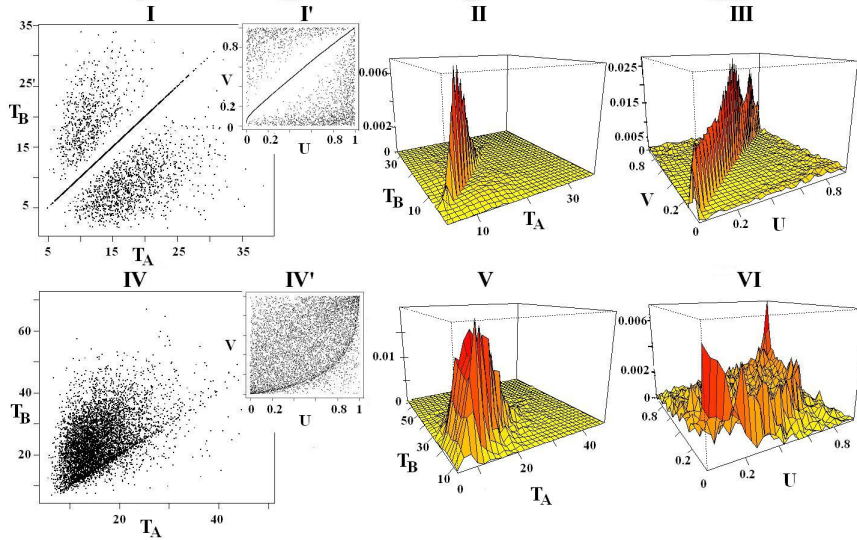 I I' II III
35 25' 15 5
T_B
5 15 25 35
T_A
0.8 0.2 0
V
0 0.2 0.8 1
U
0.006 0.002 0
30 10
T_B
10 30
T_A
0.025 0.015 0.005
0.8 0.2 0
V
0.2 0.8
U
IV IV' V VI
60 40 20
T_B
20 40
T_A
V
0 0.2 0.8 1
U
0.01 0
50 30 10
T_B
0 20 40
T_A
0.006 0.002 0
0.8 0.2 0
0.2 0.8
U